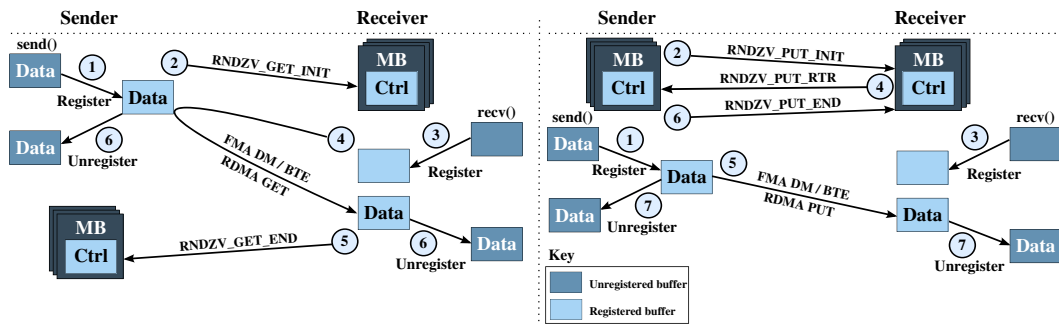 Sender
Receiver
send()
Data
1
Register
Data
2
RNDZV_GET_INIT
MB
Ctrl
recv()
3
Register
4
FMA DM / BTE
RDMA GET
Data
6
Unregister
Data
6
Unregister
Data
MB
Ctrl
RNDZV_GET_END
5
Sender
Receiver
MB
Ctrl
2
RNDZV_PUT_INIT
RNDZV_PUT_RTR
4
6
RNDZV_PUT_END
MB
Ctrl
send()
Data
1
Register
Data
5
FMA DM / BTE
RDMA PUT
recv()
3
Register
Data
7
Unregister
Data
7
Unregister
Data
Key
Unregistered buffer
Registered buffer